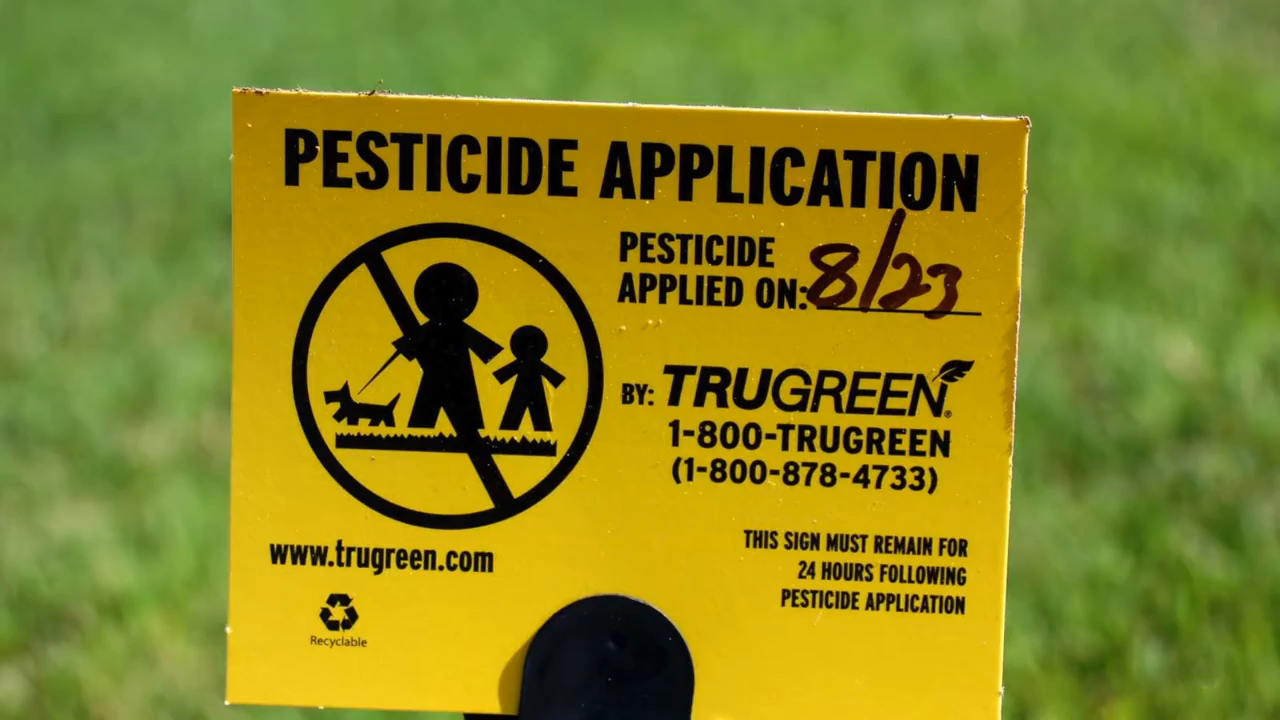 PESTICIDE APPLICATION
PESTICIDE
APPLIED ON: 8/23
BY: TRUGREEN®
1-800-TRUGREEN
(1-800-878-4733)
www.trugreen.com
Recyclable
THIS SIGN MUST REMAIN FOR
24 HOURS FOLLOWING
PESTICIDE APPLICATION